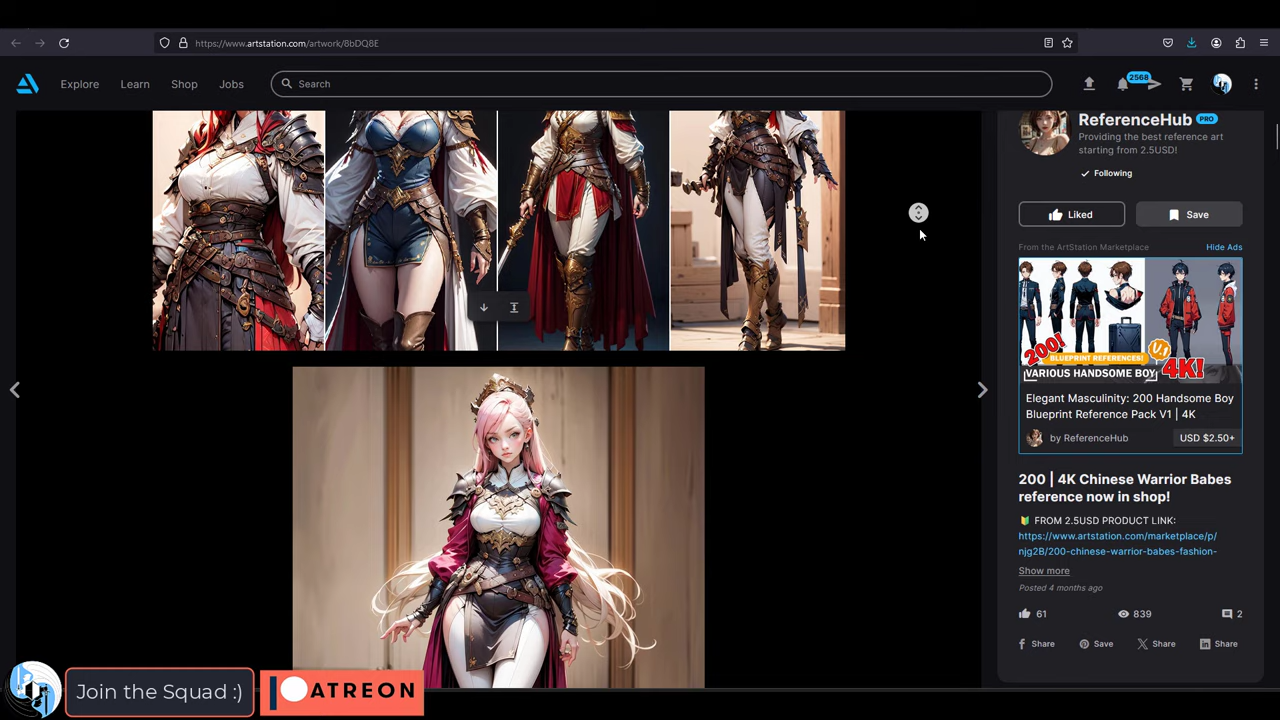 https://www.artstation.com/artwork/8bDQ8E
Explore
Learn
Shop
Jobs
Search
2568
ReferenceHub PRO
Providing the best reference art
starting from 2.5USD!
Following
Liked
Save
From the ArtStation Marketplace
Hide Ads
200!
BLUEPRINT REFERENCES!
V.1
VARIOUS HANDSOME BOY
4K!
Elegant Masculinity: 200 Handsome Boy
Blueprint Reference Pack V1 | 4K
by ReferenceHub
USD $2.50+
200 | 4K Chinese Warrior Babes
reference now in shop!
FROM 2.5USD PRODUCT LINK:
https://www.artstation.com/marketplace/p/
njg2B/200-chinese-warrior-babes-fashion-
Show more
Posted 4 months ago
61
839
2
Share
Save
Share
Share
Join the Squad :)
PATREON